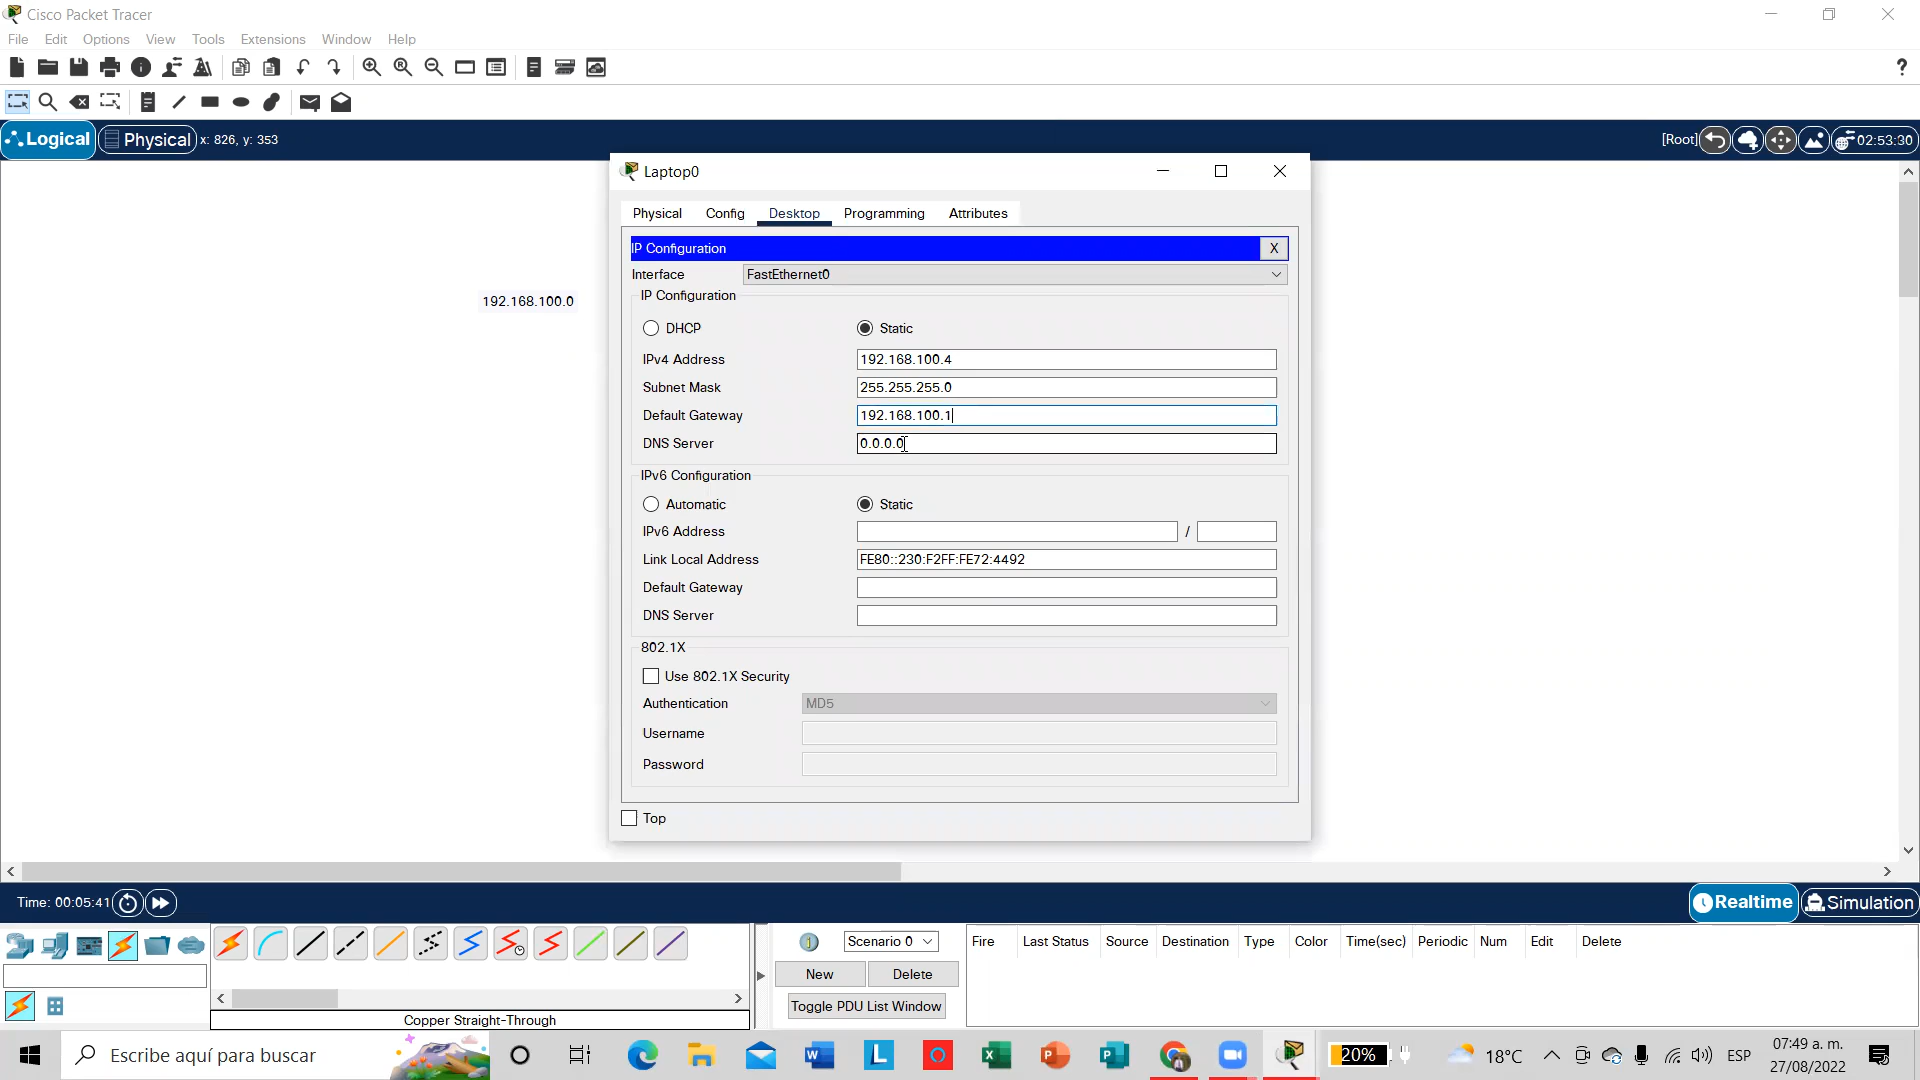 Cisco Packet Tracer
File Edit Options View Tools Extensions Window Help
?
Logical Physical x: 826, y: 353 [Root] 02:53:30
192.168.100.0
Laptop0
Physical Config Desktop Programming Attributes
IP Configuration X
Interface FastEthernet0
IP Configuration
DHCP Static
IPv4 Address 192.168.100.4
Subnet Mask 255.255.255.0
Default Gateway 192.168.100.1
DNS Server 0.0.0.0
IPv6 Configuration
Automatic Static
IPv6 Address /
Link Local Address FE80::230:F2FF:FE72:4492
Default Gateway
DNS Server
802.1X
Use 802.1X Security
Authentication MD5
Username
Password
Top
Time: 00:05:41 Realtime Simulation
Scenario 0 Fire Last Status Source Destination Type Color Time(sec) Periodic Num Edit Delete
New Delete
Toggle PDU List Window
Copper Straight-Through
Escribe aquí para buscar 20% 18°C ESP 07:49 a. m.
27/08/2022